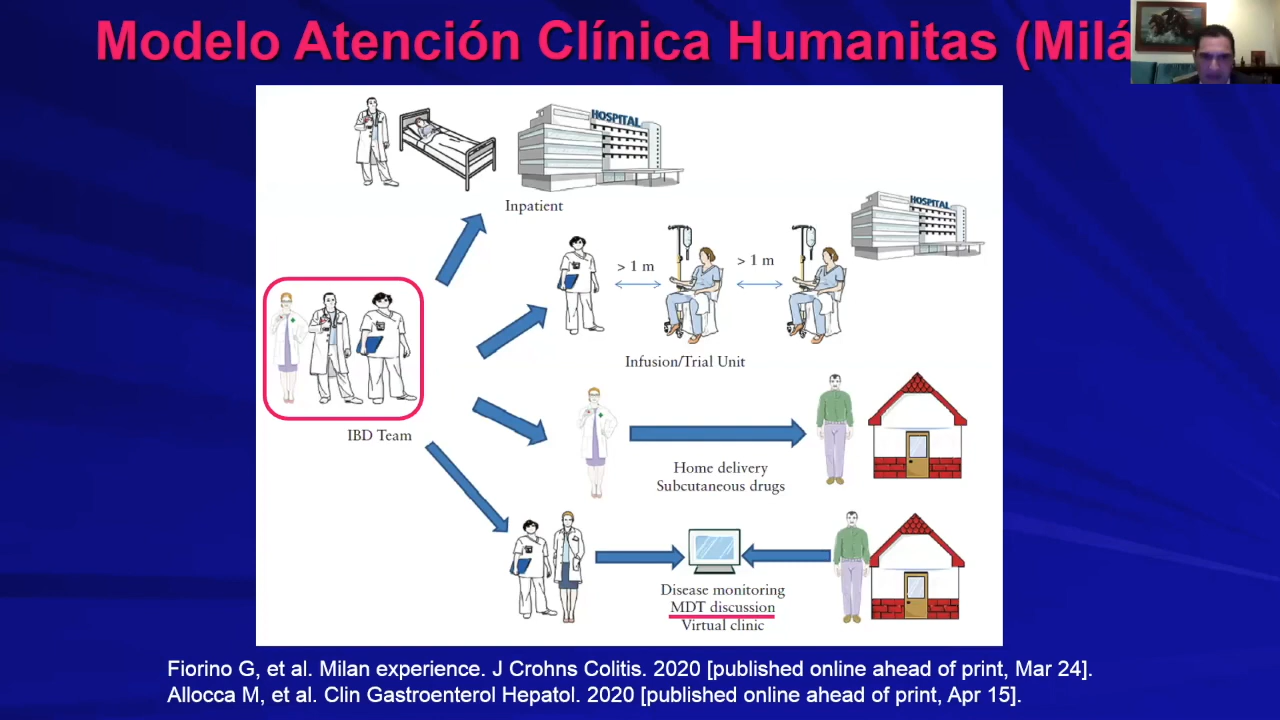 Modelo Atención Clínica Humanitas (Milá
HOSPITAL
Inpatient
HOSPITAL
> 1 m
> 1 m
Infusion/Trial Unit
IBD Team
Home delivery
Subcutaneous drugs
Disease monitoring
MDT discussion
Virtual clinic
Fiorino G, et al. Milan experience. J Crohns Colitis. 2020 [published online ahead of print, Mar 24].
Allocca M, et al. Clin Gastroenterol Hepatol. 2020 [published online ahead of print, Apr 15].